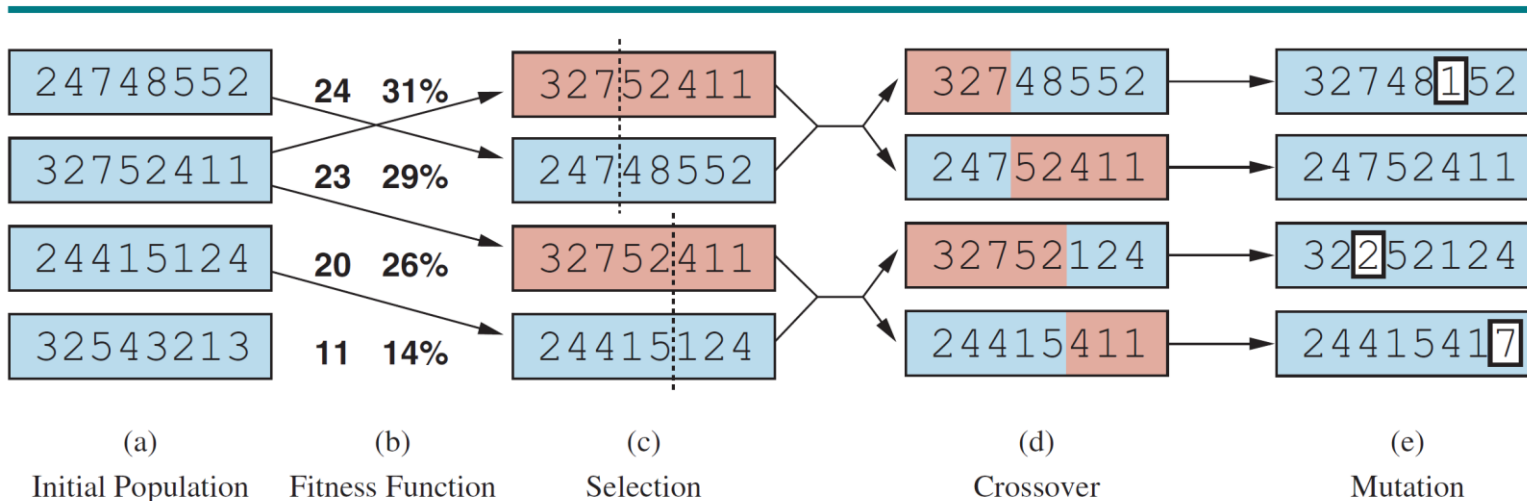 24748552 24 31% 32752411 32748552 32748152
32752411 23 29% 24748552 24752411 24752411
24415124 20 26% 32752411 32752124 32252124
32543213 11 14% 24415124 24415411 24415417
(a) (b) (c) (d) (e)
Initial Population Fitness Function Selection Crossover Mutation